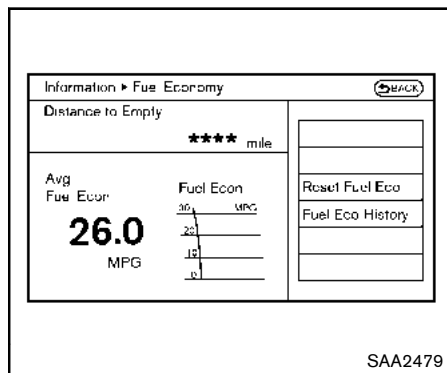 Information ▶ Fuel Economy
BACK
Distance to Empty
**** mile
Avg
Fuel Econ
26.0
MPG
Fuel Econ
30 MPG
20
10
0
Reset Fuel Eco
Fuel Eco History
SAA2479